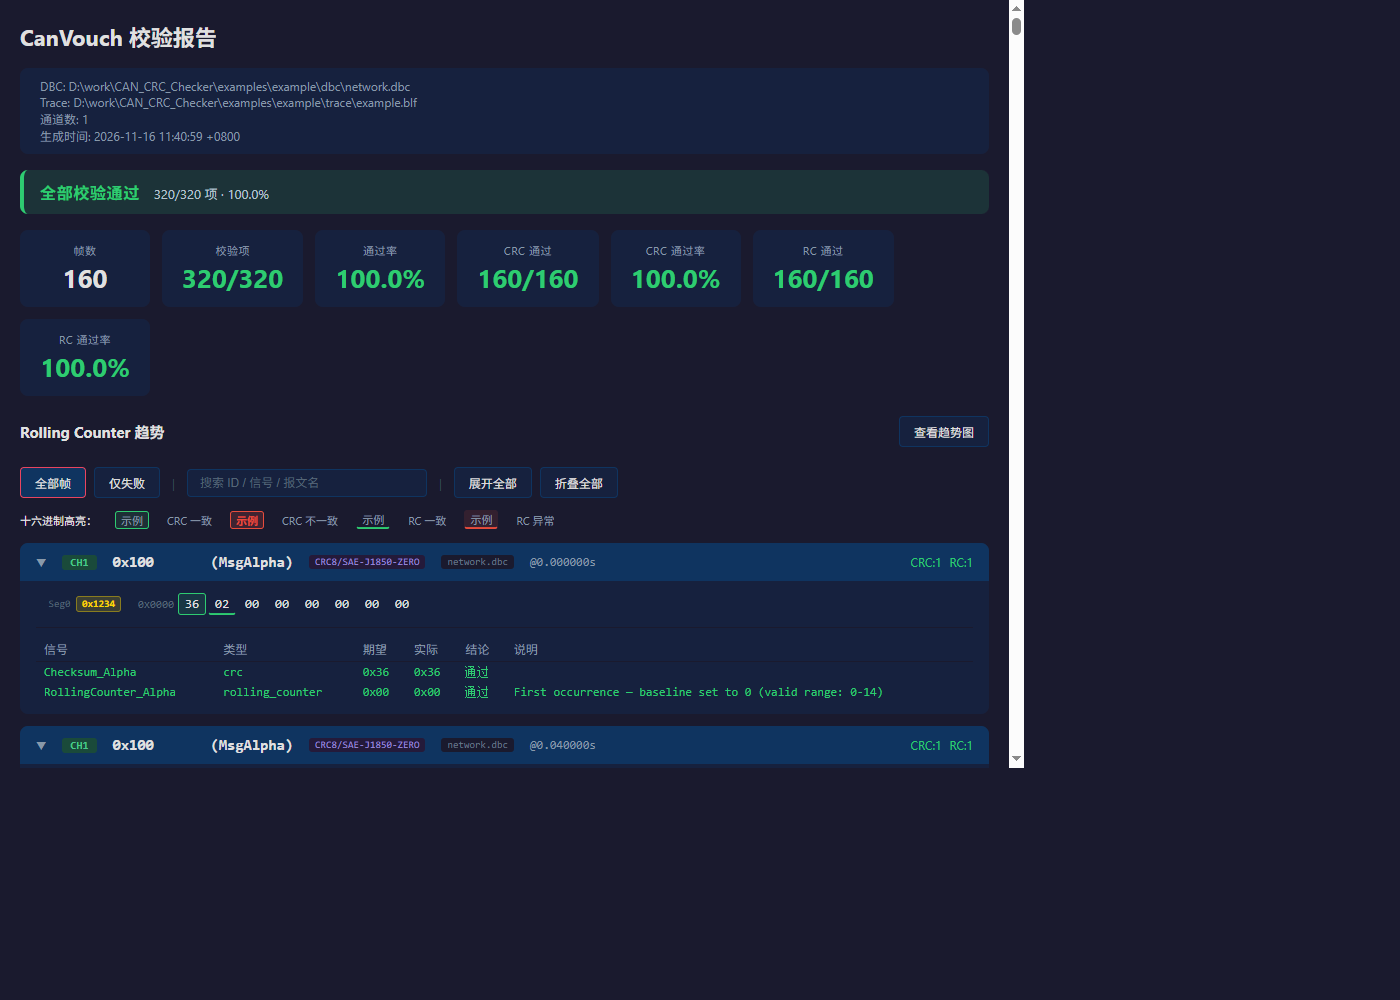 CanVouch 校验报告
DBC: D:\work\CAN_CRC_Checker\examples\example\dbc\network.dbc
Trace: D:\work\CAN_CRC_Checker\examples\example\trace\example.blf
通道数: 1
生成时间: 2026-11-16 11:40:59 +0800
全部校验通过 320/320 项 · 100.0%
帧数 校验项 通过率 CRC 通过 CRC 通过率 RC 通过
160 320/320 100.0% 160/160 100.0% 160/160
RC 通过率
100.0%
Rolling Counter 趋势 查看趋势图
全部帧 仅失败 | 搜索 ID / 信号 / 报文名 | 展开全部 折叠全部
十六进制高亮: 示例 CRC 一致 示例 CRC 不一致 示例 RC 一致 示例 RC 异常
▼ CH1 0x100 (MsgAlpha) CRC8/SAE-J1850-ZERO network.dbc @0.000000s CRC:1 RC:1
Seg0 0x1234 0x0000 36 02 00 00 00 00 00 00
信号 类型 期望 实际 结论 说明
Checksum_Alpha crc 0x36 0x36 通过
RollingCounter_Alpha rolling_counter 0x00 0x00 通过 First occurrence — baseline set to 0 (valid range: 0-14)
▼ CH1 0x100 (MsgAlpha) CRC8/SAE-J1850-ZERO network.dbc @0.040000s CRC:1 RC:1